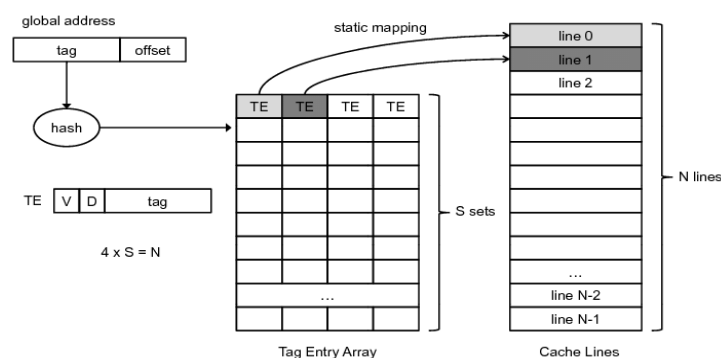 global address
tag offset
hash
TE V D tag
4 x S = N
static mapping
TE TE TE TE
...
S sets
Tag Entry Array
line 0
line 1
line 2
...
line N-2
line N-1
N lines
Cache Lines